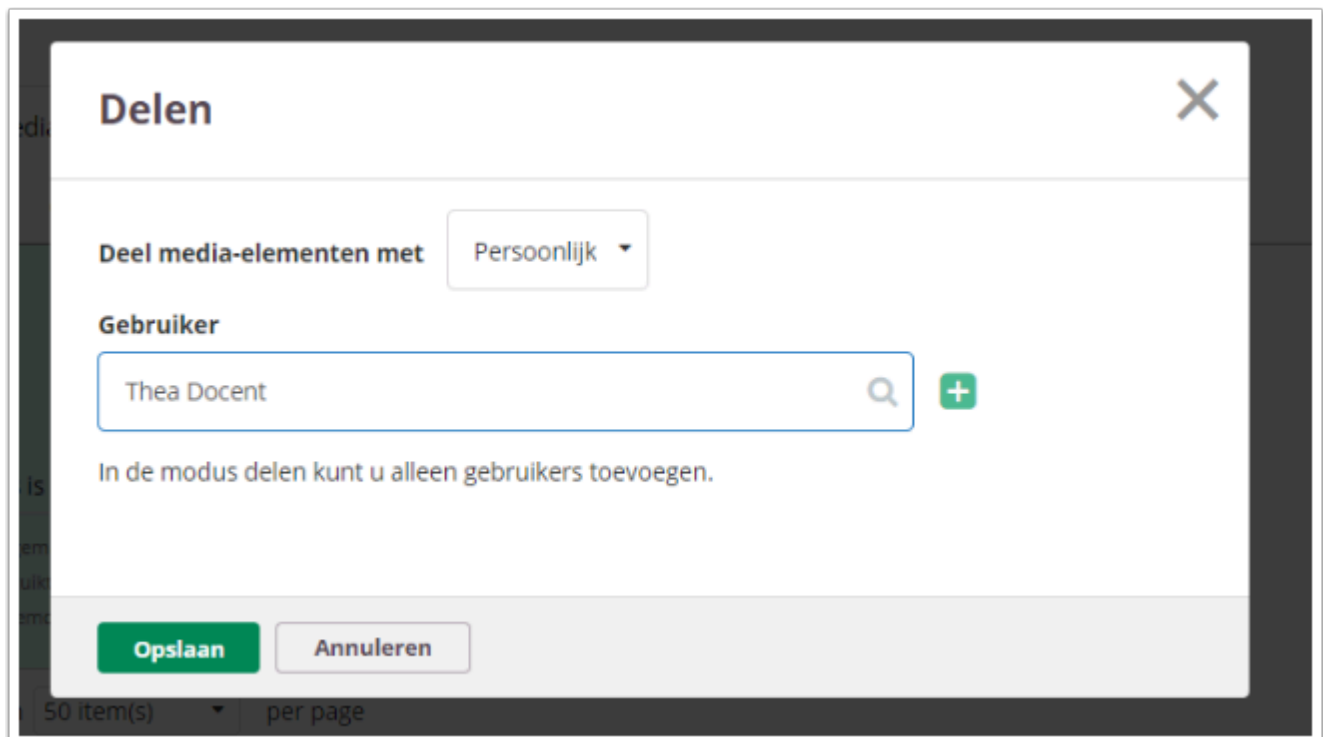 Delen
Deel media-elementen met
Persoonlijk
Gebruiker
Thea Docent
In de modus delen kunt u alleen gebruikers toevoegen.
is
Opslaan
Annuleren
50 item(s)
per page